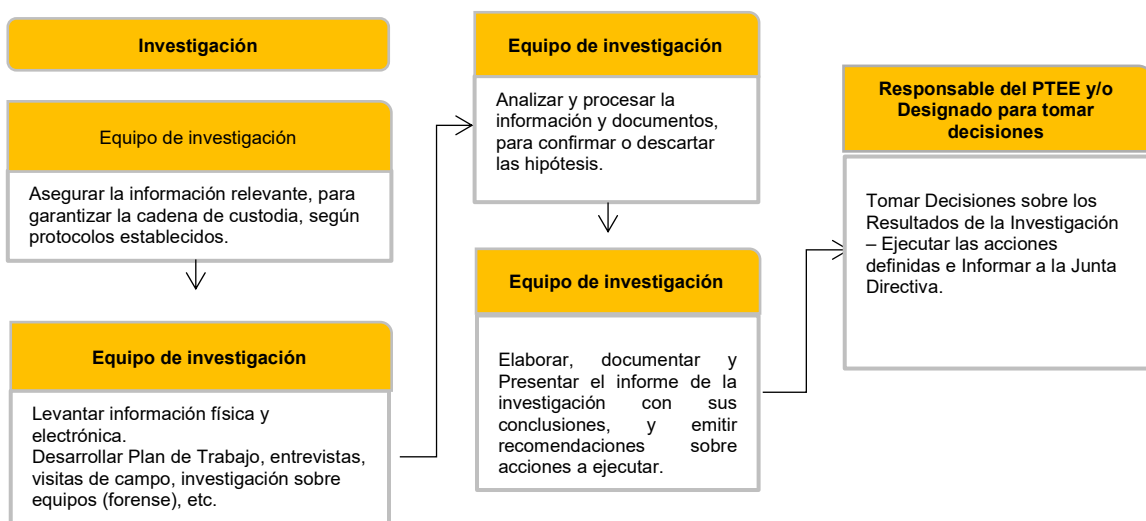 Investigación
Equipo de investigación
Asegurar la información relevante, para
garantizar la cadena de custodia, según
protocolos establecidos.
Equipo de investigación
Levantar información física y
electrónica.
Desarrollar Plan de Trabajo, entrevistas,
visitas de campo, investigación sobre
equipos (forense), etc.
Equipo de investigación
Analizar y procesar la
información y documentos,
para confirmar o descartar
las hipótesis.
Equipo de investigación
Elaborar, documentar y
Presentar el informe de la
investigación con sus
conclusiones, y emitir
recomendaciones sobre
acciones a ejecutar.
Responsable del PTEE y/o
Designado para tomar
decisiones
Tomar Decisiones sobre los
Resultados de la Investigación
– Ejecutar las acciones
definidas e Informar a la Junta
Directiva.